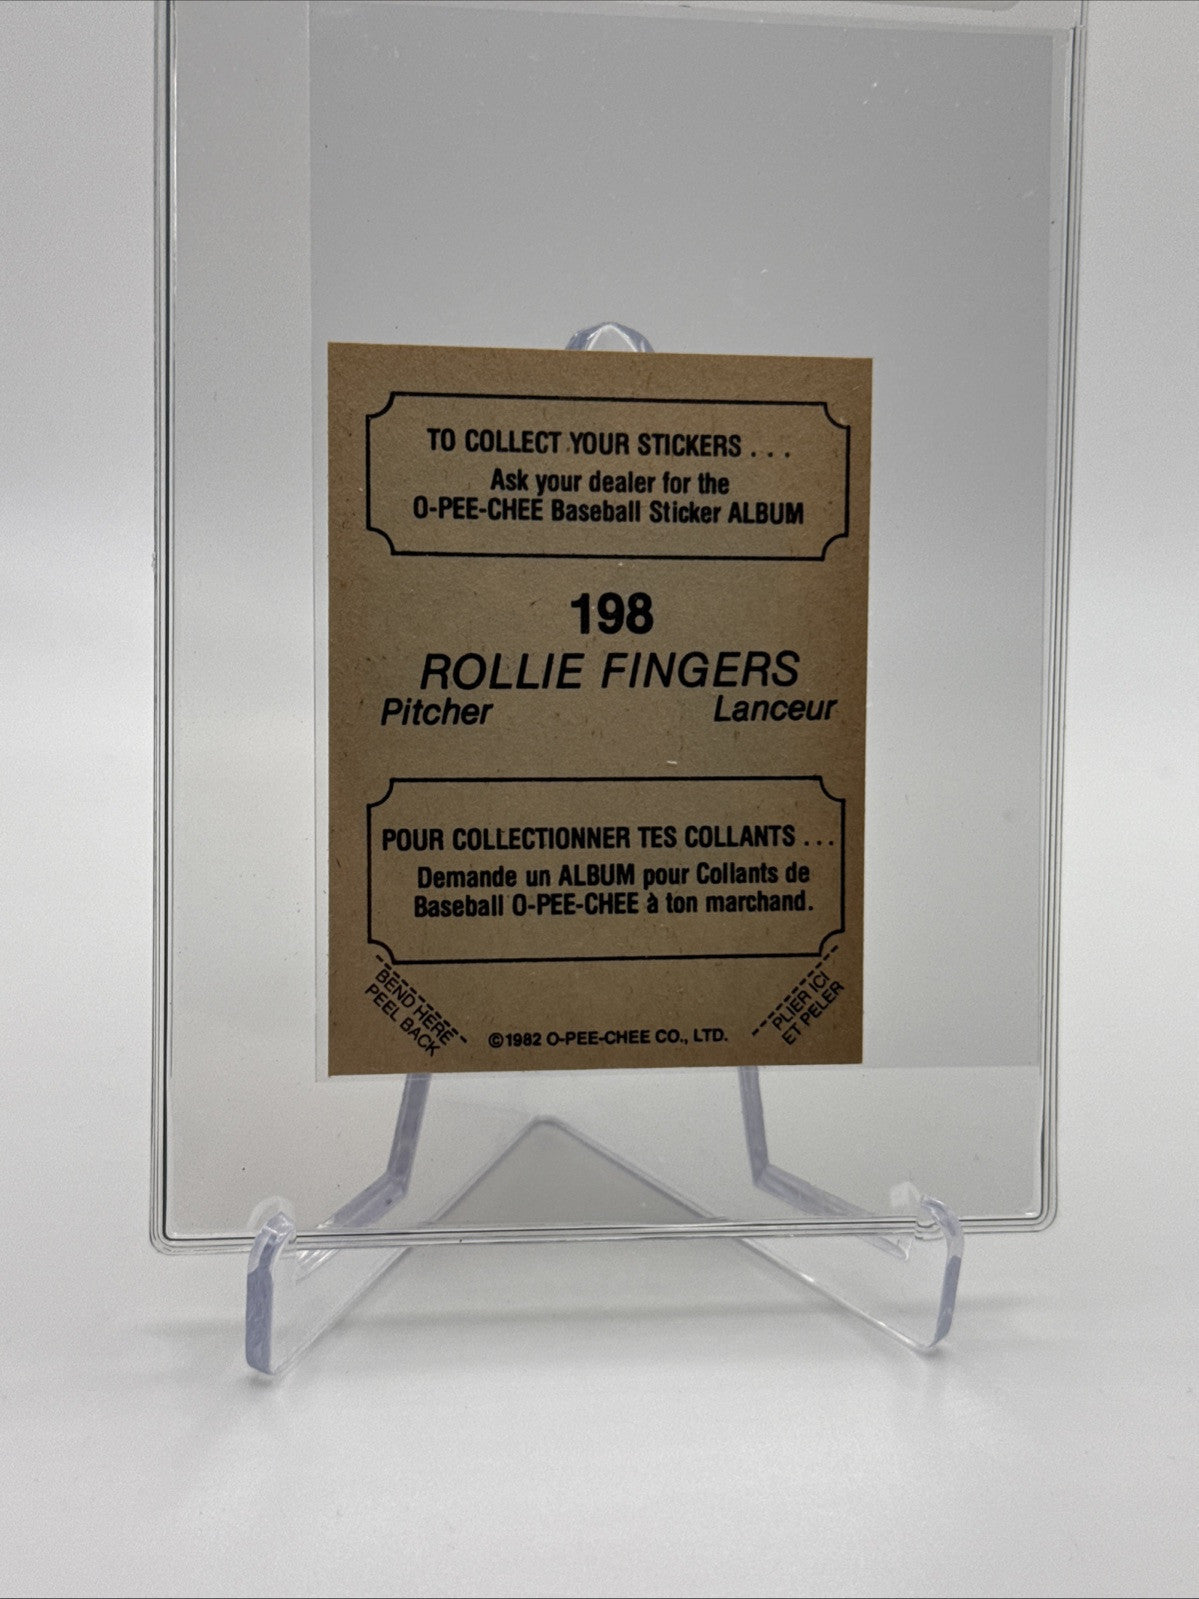 TO COLLECT YOUR STICKERS . . .
Ask your dealer for the
O-PEE-CHEE Baseball Sticker ALBUM
198
ROLLIE FINGERS
Pitcher Lanceur
POUR COLLECTIONNER TES COLLANTS . . .
Demande un ALBUM pour Collants de
Baseball O-PEE-CHEE à ton marchand.
BEND HERE
PEEL BACK
©1982 O-PEE-CHEE CO., LTD.
PLIER ICI
ET PELER